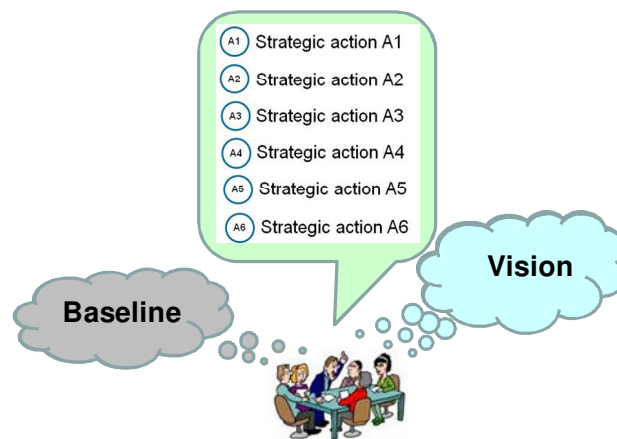 A1 Strategic action A1
A2 Strategic action A2
A3 Strategic action A3
A4 Strategic action A4
A5 Strategic action A5
A6 Strategic action A6
Vision
Baseline